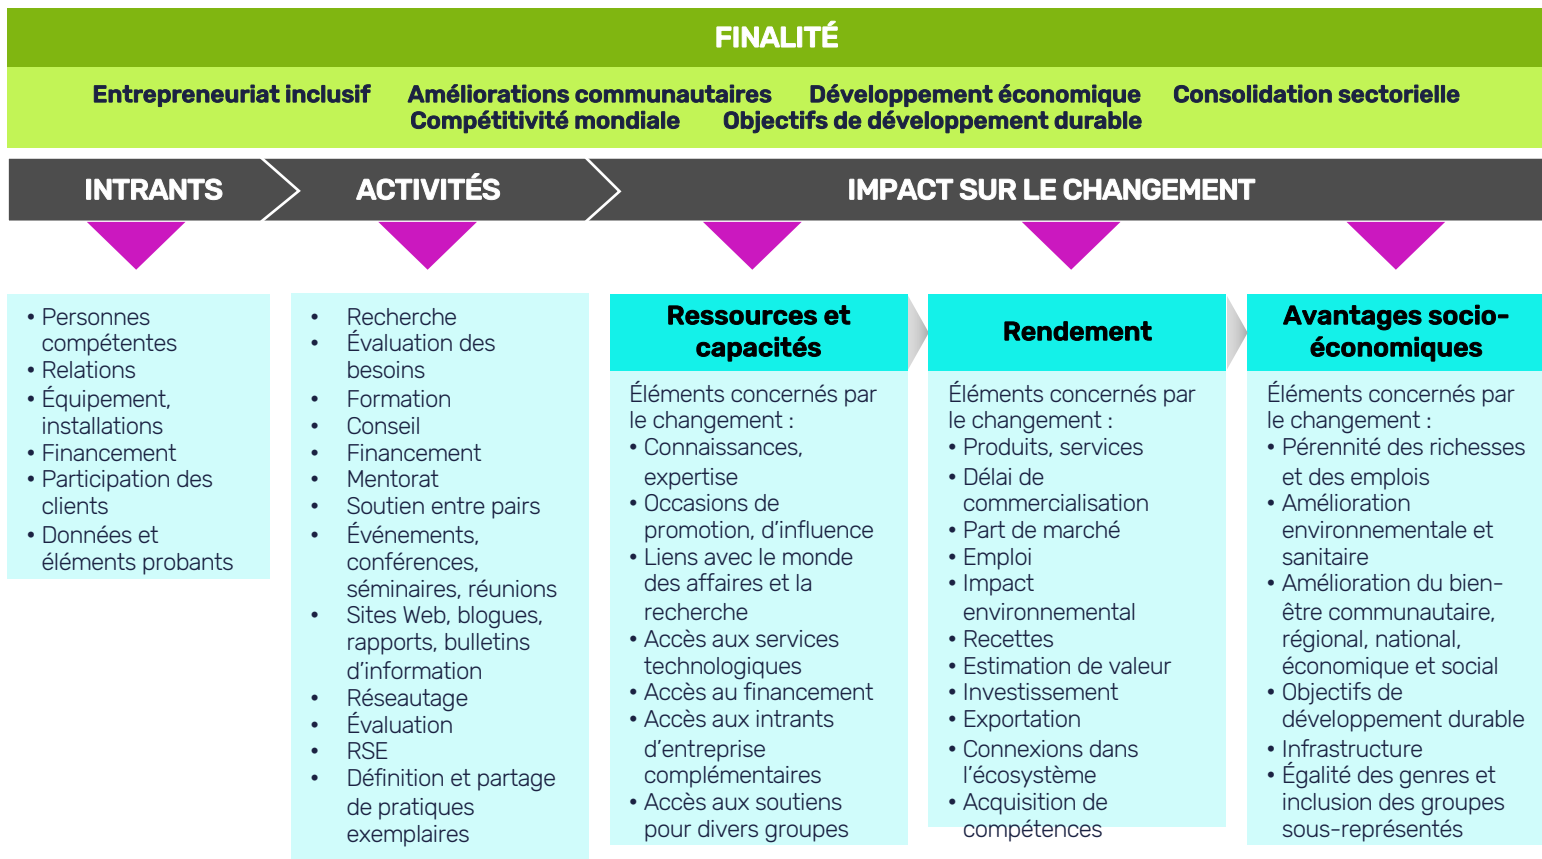 FINALITÉ
Entrepreneuriat inclusif Améliorations communautaires Développement économique Consolidation sectorielle
Compétitivité mondiale Objectifs de développement durable
INTRANTS
ACTIVITÉS
IMPACT SUR LE CHANGEMENT
• Personnes
compétentes
• Relations
• Équipement,
installations
• Financement
• Participation des
clients
• Données et
éléments probants
• Recherche
• Évaluation des
besoins
• Formation
• Conseil
• Financement
• Mentorat
• Soutien entre pairs
• Événements,
conférences,
séminaires, réunions
• Sites Web, blogues,
rapports, bulletins
d’information
• Réseautage
• Évaluation
• RSE
• Définition et partage
de pratiques
exemplaires
Ressources et
capacités
Éléments concernés par
le changement :
• Connaissances,
expertise
• Occasions de
promotion, d’influence
• Liens avec le monde
des affaires et la
recherche
• Accès aux services
technologiques
• Accès au financement
• Accès aux intrants
d’entreprise
complémentaires
• Accès aux soutiens
pour divers groupes
Rendement
Éléments concernés par
le changement :
• Produits, services
• Délai de
commercialisation
• Part de marché
• Emploi
• Impact
environnemental
• Recettes
• Estimation de valeur
• Investissement
• Exportation
• Connexions dans
l’écosystème
• Acquisition de
compétences
Avantages socio-
économiques
Éléments concernés par
le changement :
• Pérennité des richesses
et des emplois
• Amélioration
environnementale et
sanitaire
• Amélioration du bien-
être communautaire,
régional, national,
économique et social
• Objectifs de
développement durable
• Infrastructure
• Égalité des genres et
inclusion des groupes
sous-représentés